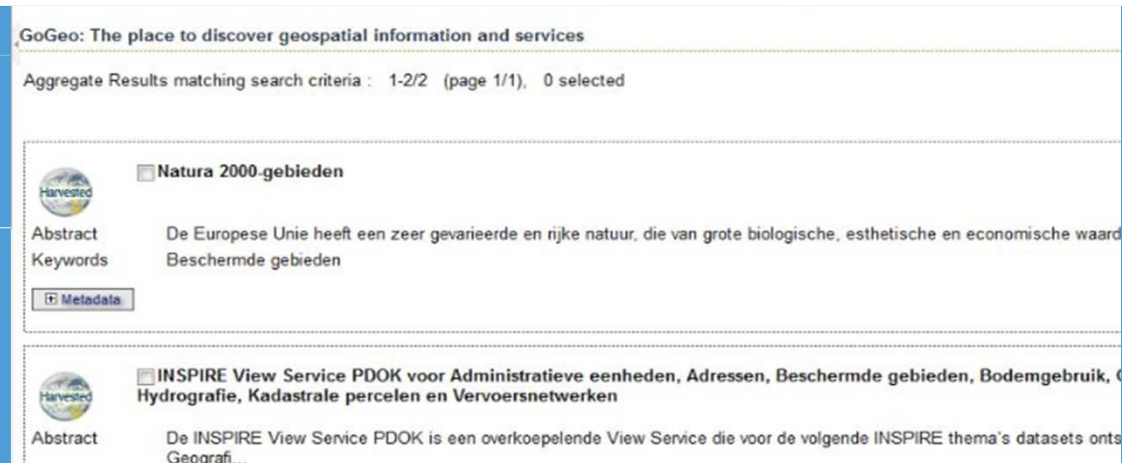 GoGeo: The place to discover geospatial information and services
Aggregate Results matching search criteria : 1-2/2 (page 1/1), 0 selected
Harvested
Natura 2000-gebieden
Abstract De Europese Unie heeft een zeer gevarieerde en rijke natuur, die van grote biologische, esthetische en economische waard
Keywords Beschermde gebieden
Metadata
Harvested
INSPIRE View Service PDOK voor Administratieve eenheden, Adressen, Beschermde gebieden, Bodemgebruik,
Hydrografie, Kadastrale percelen en Vervoersnetwerken
Abstract De INSPIRE View Service PDOK is een overkoepelende View Service die voor de volgende INSPIRE thema's datasets onts
Geografi...